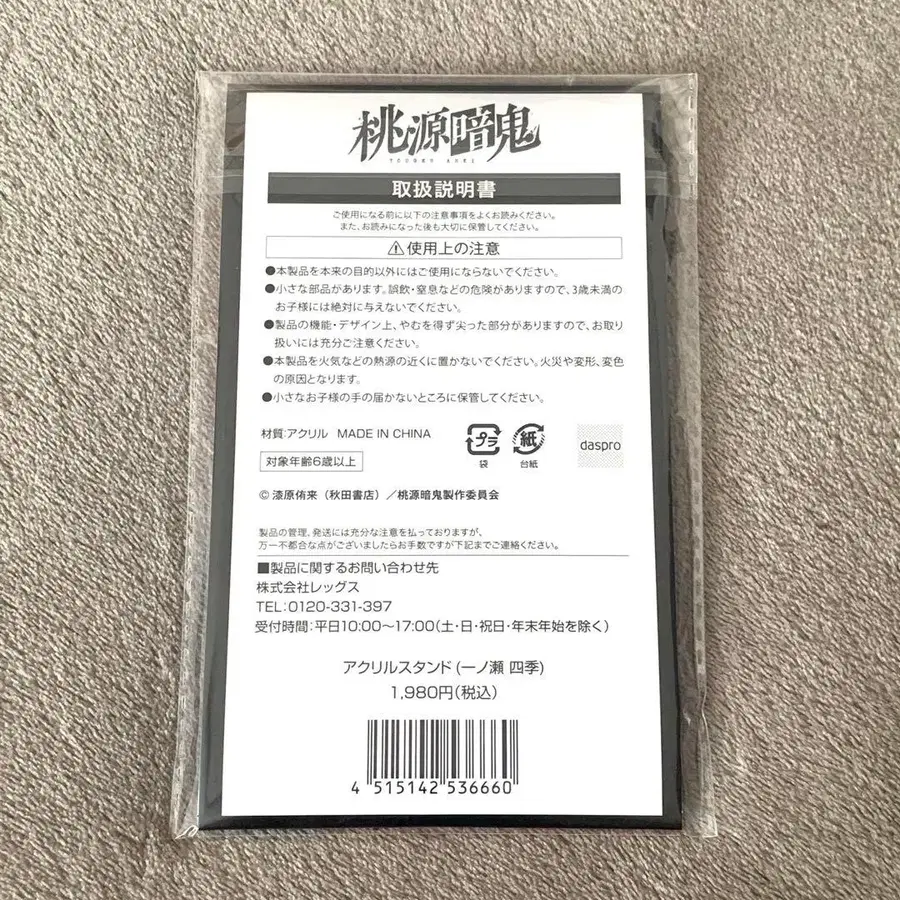 桃源暗鬼
TOUGEN ANKI
取扱説明書
ご使用になる前に以下の注意事項をよくお読みください。
また、お読みになった後も大切に保管してください。
⚠使用上の注意
●本製品を本来の目的以外にはご使用にならないでください。
●小さな部品があります。誤飲・窒息などの危険がありますので、3歳未満の
お子様には絶対に与えないでください。
●製品の機能・デザイン上、やむを得ず尖った部分がありますので、お取り
扱いには充分ご注意ください。
●本製品を火気などの熱源の近くに置かないでください。火災や変形、変色
の原因となります。
●小さなお子様の手の届かないところに保管してください。
材質:アクリル MADE IN CHINA
対象年齢6歳以上
プラ
袋
紙
台紙
daspro
© 漆原侑来（秋田書店）／桃源暗鬼製作委員会
製品の管理、発送には充分な注意を払っておりますが、
万一不都合な点がございましたらお手数ですが下記までご連絡ください。
■製品に関するお問い合わせ先
株式会社レッグス
TEL:0120-331-397
受付時間:平日10:00〜17:00(土・日・祝日・年末年始を除く)
アクリルスタンド(一ノ瀬 四季)
1,980円(税込)
4 515142 536660